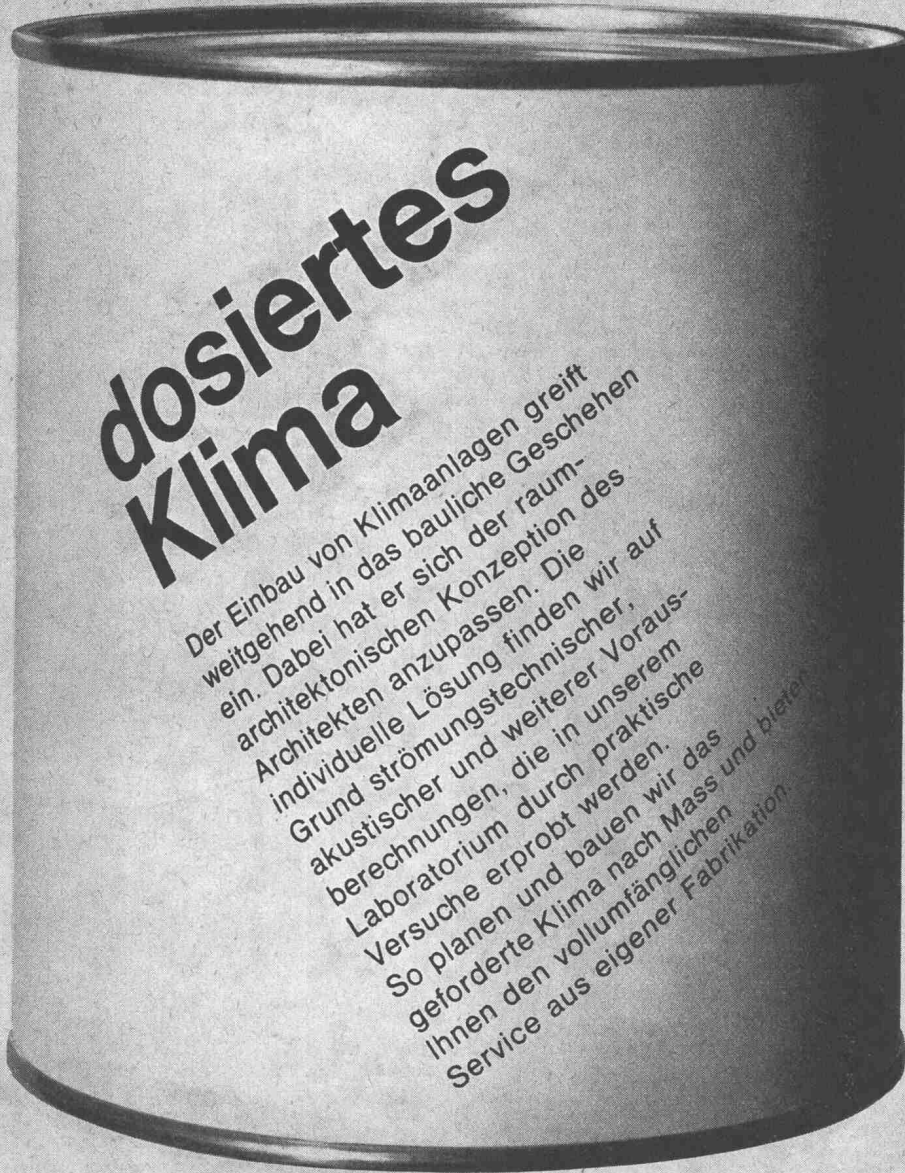 dosiertes
Klima
Der Einbau von Klimaanlagen greift
weitgehend in das bauliche Geschehen
ein. Dabei hat er sich der raum-
architektonischen Konzeption des
Architekten anzupassen. Die
individuelle Lösung finden wir auf
Grund strömungstechnischer,
akustischer und weiterer Voraus-
berechnungen, die in unserem
Laboratorium durch praktische
Versuche erprobt werden.
So planen und bauen wir das
geforderte Klima nach Mass und bieten
Ihnen den vollumfänglichen
Service aus eigener Fabrikation.